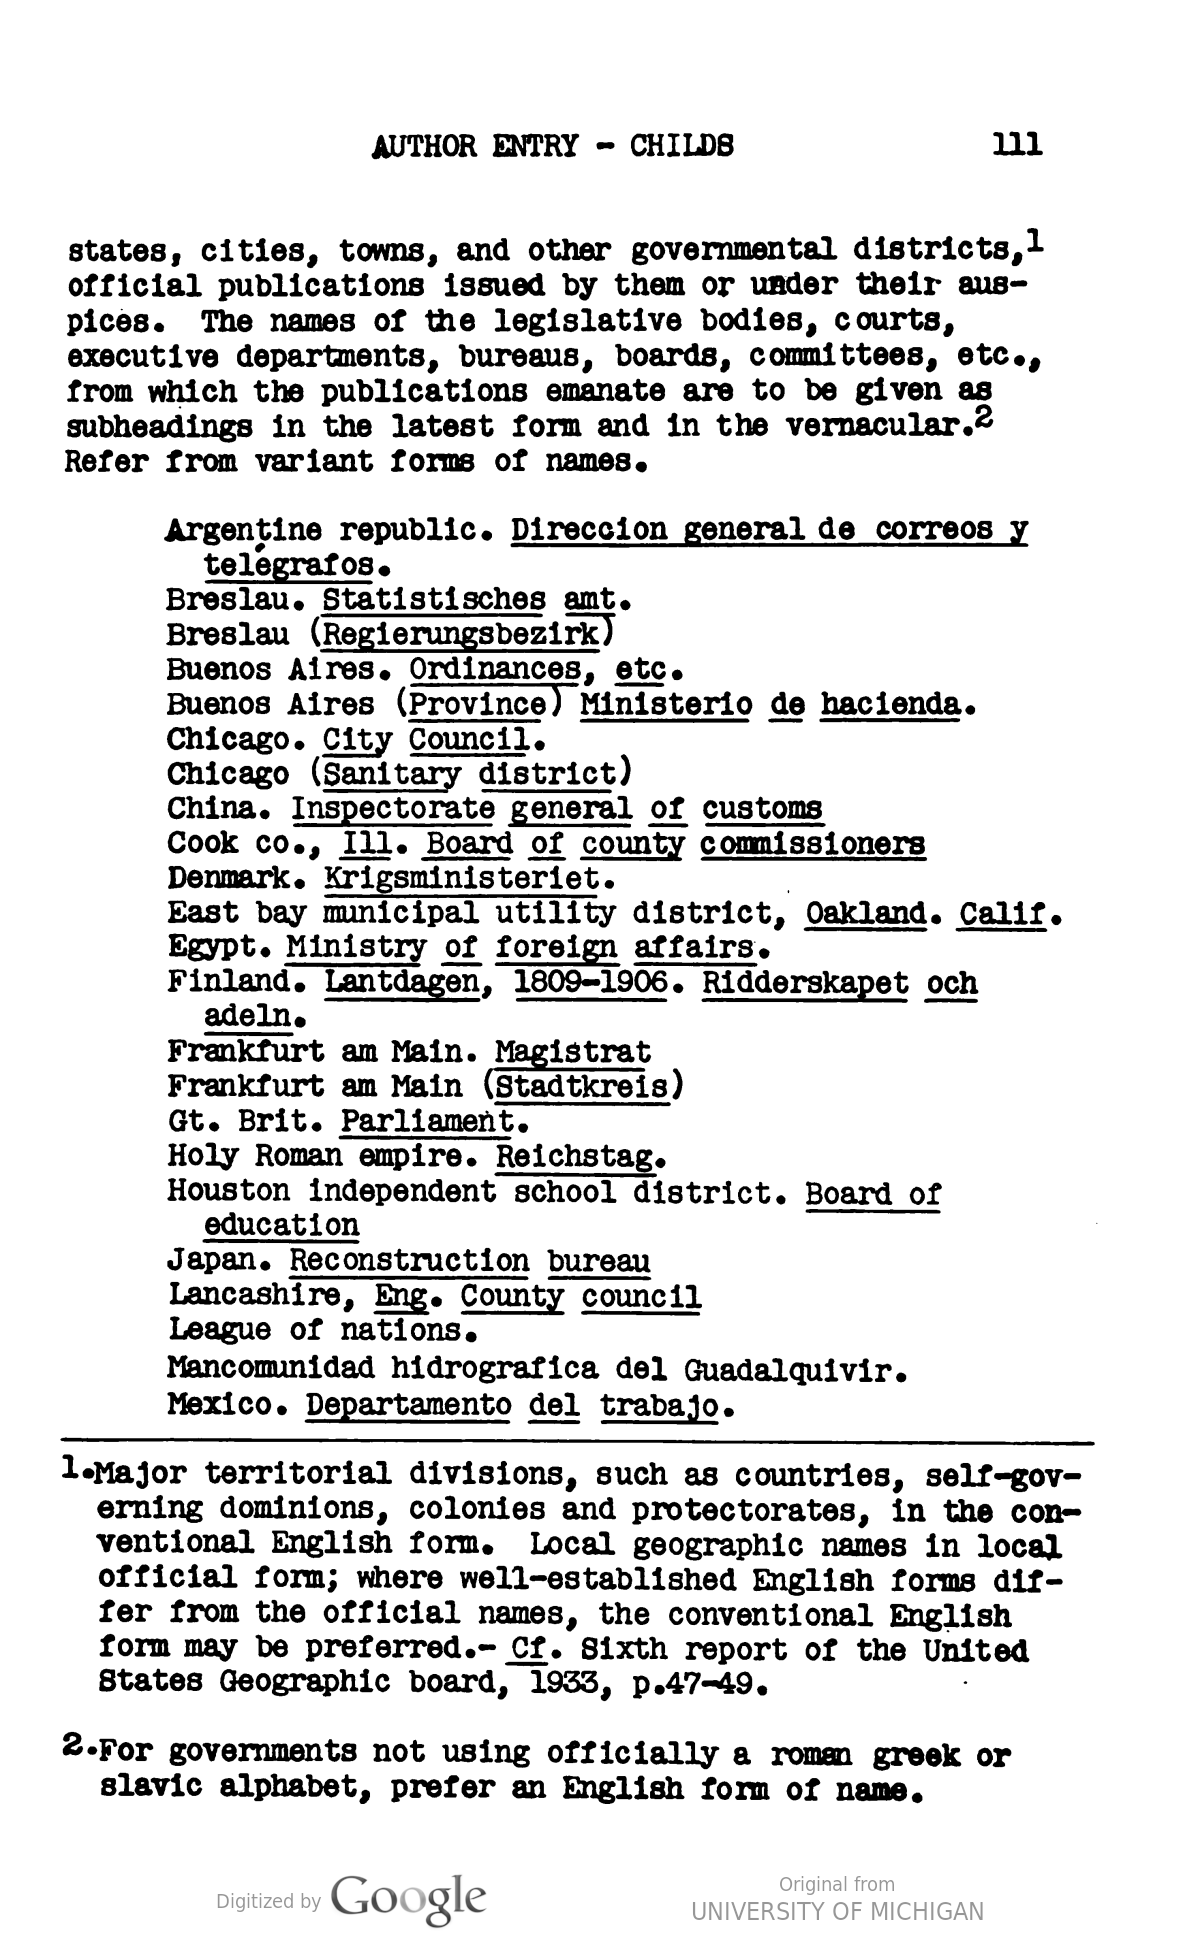 AUTHOR ENTRY - CHILDS 111
states, cities, towns, and other governmental districts,1
official publications issued by them or under their aus-
pices. The names of the legislative bodies, courts,
executive departments, bureaus, boards, committees, etc.,
from which the publications emanate are to be given as
subheadings in the latest form and in the vernacular.2
Refer from variant forms of names.
Argentine republic. Direccion general de correos y
telégrafos.
Breslau. Statistisches amt.
Breslau (Regierungsbezirk)
Buenos Aires. Ordinances, etc.
Buenos Aires (Province) Ministerio de hacienda.
Chicago. City Council.
Chicago (Sanitary district)
China. Inspectorate general of customs
Cook co., Ill. Board of county commissioners
Denmark. Krigsministeriet.
East bay municipal utility district, Oakland. Calif.
Egypt. Ministry of foreign affairs.
Finland. Lantdagen, 1809-1906. Ridderskapet och
adeln.
Frankfurt am Main. Magistrat
Frankfurt am Main (Stadtkreis)
Gt. Brit. Parliament.
Holy Roman empire. Reichstag.
Houston independent school district. Board of
education
Japan. Reconstruction bureau
Lancashire, Eng. County council
League of nations.
Mancomunidad hidrografica del Guadalquivir.
Mexico. Departamento del trabajo.
1.Major territorial divisions, such as countries, self-gov-
erning dominions, colonies and protectorates, in the con-
ventional English form. Local geographic names in local
official form; where well-established English forms dif-
fer from the official names, the conventional English
form may be preferred.- Cf. Sixth report of the United
States Geographic board, 1933, p.47-49.
2.For governments not using officially a roman greek or
slavic alphabet, prefer an English form of name.
Digitized by Google
Original from
UNIVERSITY OF MICHIGAN